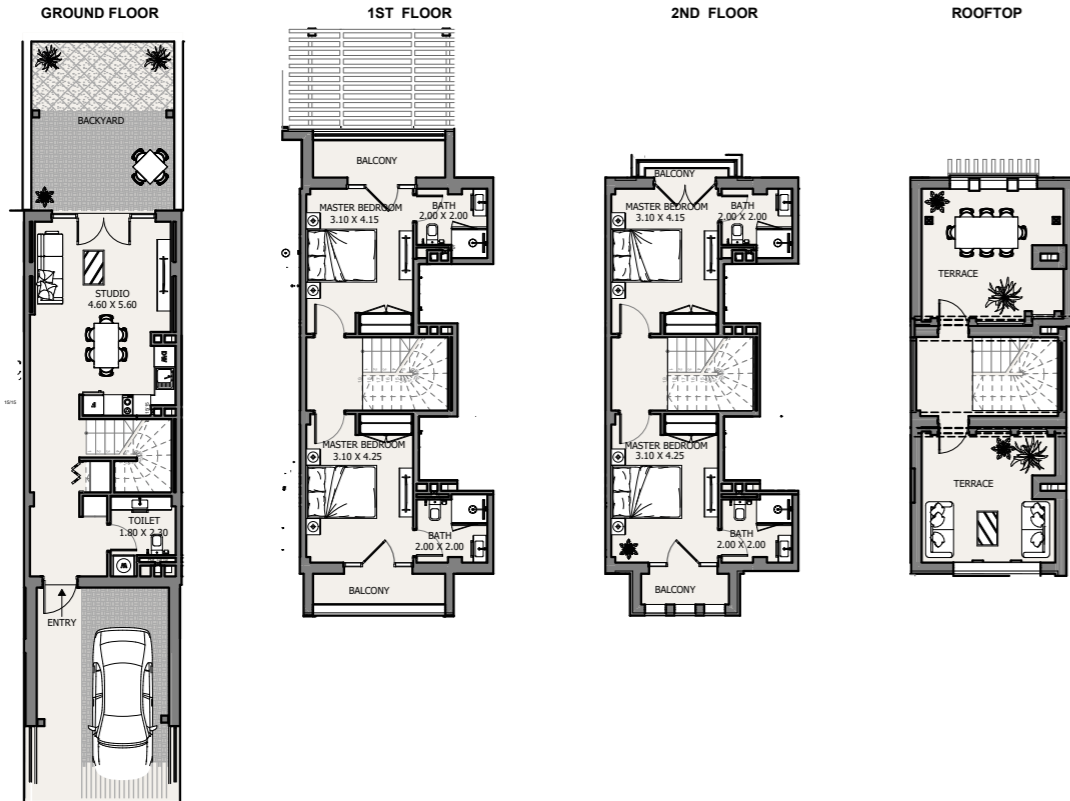 GROUND FLOOR
BACKYARD
STUDIO
4.60 X 5.60
DW
F
15/15
TOILET
1.80 X 2.30
W
ENTRY
1ST FLOOR
BALCONY
MASTER BEDROOM
3.10 X 4.15
BATH
2.00 X 2.00
MASTER BEDROOM
3.10 X 4.25
BATH
2.00 X 2.00
BALCONY
2ND FLOOR
BALCONY
MASTER BEDROOM
3.10 X 4.15
BATH
2.00 X 2.00
MASTER BEDROOM
3.10 X 4.25
BATH
2.00 X 2.00
BALCONY
ROOFTOP
TERRACE
TERRACE